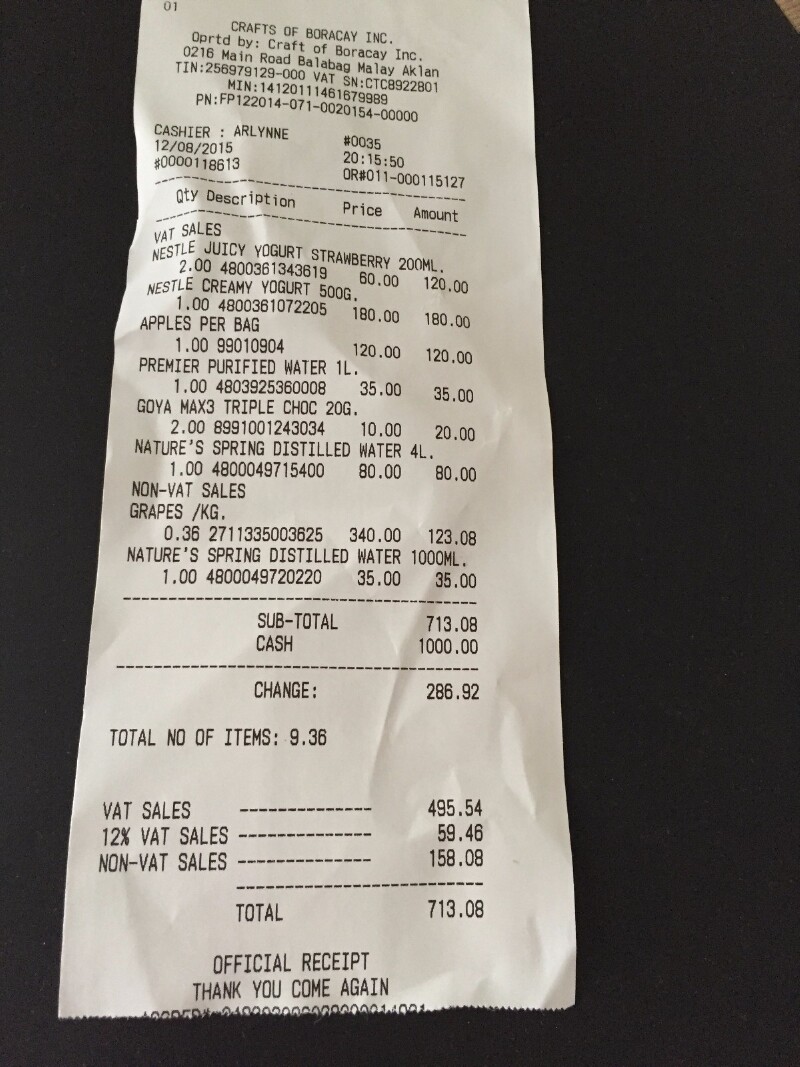 01
CRAFTS OF BORACAY INC.
Oprtd by: Craft of Boracay Inc.
0216 Main Road Balabag Malay Aklan
TIN:256979129-000 VAT SN:CTC8922801
MIN:14120111461679989
PN:FP122014-071-0020154-00000
CASHIER : ARLYNNE #0035
12/08/2015 20:15:50
#0000118613 OR#011-000115127
Qty Description Price Amount
VAT SALES
NESTLE JUICY YOGURT STRAWBERRY 200ML.
2.00 4800361343619 60.00 120.00
NESTLE CREAMY YOGURT 500G.
1.00 4800361072205 180.00 180.00
APPLES PER BAG
1.00 99010904 120.00 120.00
PREMIER PURIFIED WATER 1L.
1.00 4803925360008 35.00 35.00
GOYA MAX3 TRIPLE CHOC 20G.
2.00 8991001243034 10.00 20.00
NATURE'S SPRING DISTILLED WATER 4L.
1.00 4800049715400 80.00 80.00
NON-VAT SALES
GRAPES /KG.
0.36 2711335003625 340.00 123.08
NATURE'S SPRING DISTILLED WATER 1000ML.
1.00 4800049720220 35.00 35.00
SUB-TOTAL 713.08
CASH 1000.00
CHANGE: 286.92
TOTAL NO OF ITEMS: 9.36
VAT SALES -------------- 495.54
12% VAT SALES -------------- 59.46
NON-VAT SALES -------------- 158.08
TOTAL 713.08
OFFICIAL RECEIPT
THANK YOU COME AGAIN